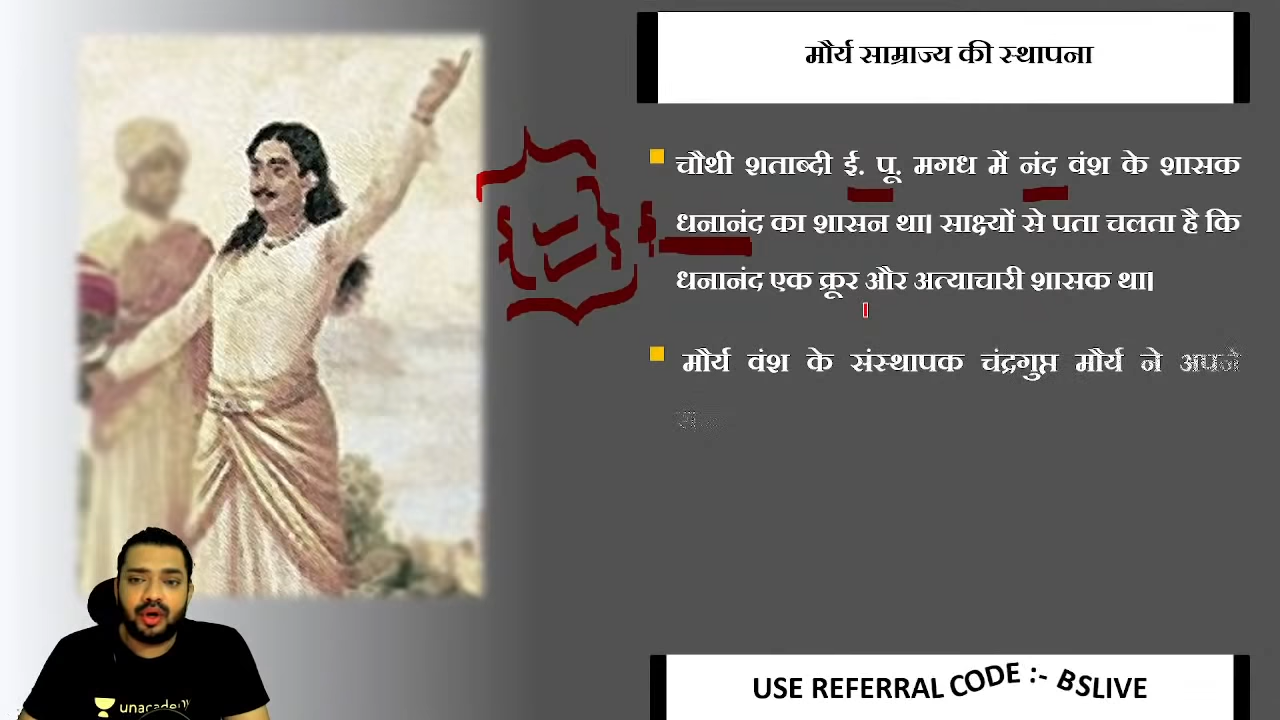 मौर्य साम्राज्य की स्थापना
चौथी शताब्दी ई. पू. मगध में नंद वंश के शासक
धनानंद का शासन था। साक्ष्यों से पता चलता है कि
धनानंद एक क्रूर और अत्याचारी शासक था।
मौर्य वंश के संस्थापक चंद्रगुप्त मौर्य ने अपने
USE REFERRAL CODE :- BSLIVE